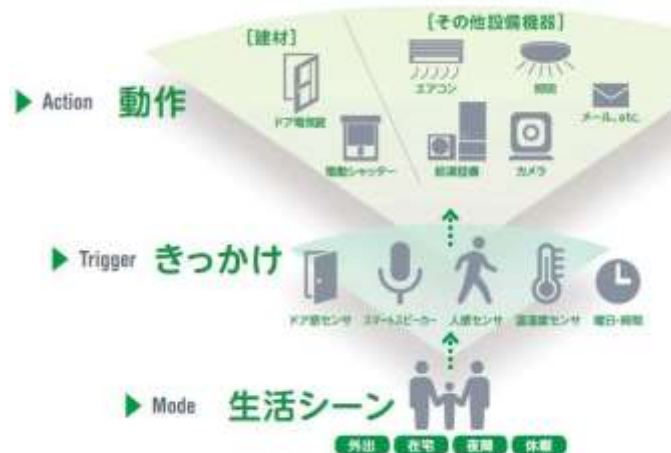 [建材]
[その他設備機器]
エアコン
照明
メール, etc.
ドア電気錠
電動シャッター
給湯設備
カメラ
Action 動作
Trigger きっかけ
ドア窓センサ
スマートスピーカー
人感センサ
温湿度センサ
曜日・時間
Mode 生活シーン
外出
在宅
夜間
休暇